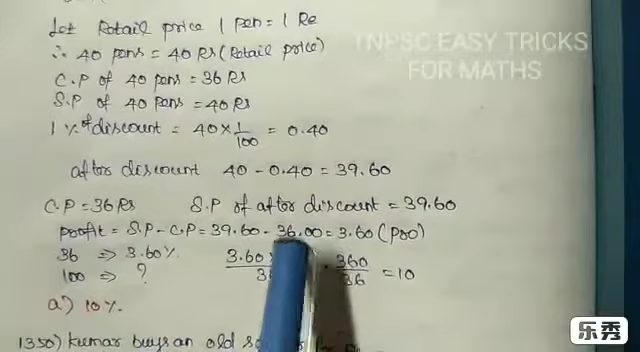 Let Retail price 1 pen = 1 Re
∴ 40 pens = 40 Rs (Retail price)
TNPSC EASY TRICKS
FOR MATHS
C.P of 40 pens = 36 Rs
S.P of 40 pens = 40 Rs
1% of discount = 40 × 1/100 = 0.40
after discount 40 - 0.40 = 39.60
C.P = 36 Rs S.P of after discount = 39.60
profit = S.P - C.P = 39.60 - 36.00 = 3.60 (pro)
36 ⇒ 3.60%
100 ⇒ ?
3.60 360/36 = 10
a) 10%
1350) Kumar buys an old
乐秀